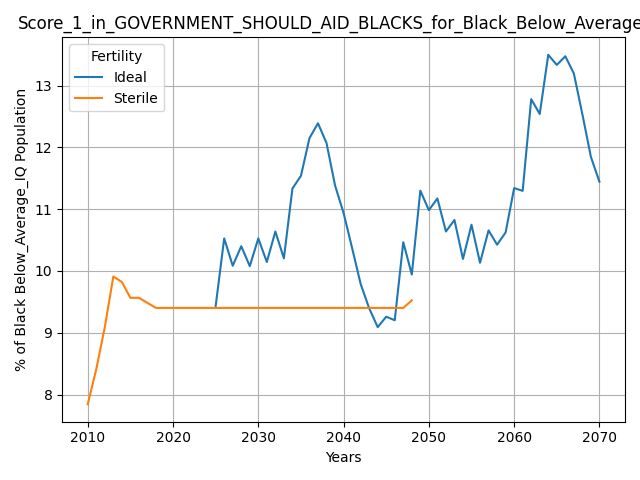 Score_1_in_GOVERNMENT_SHOULD_AID_BLACKS_for_Black_Below_Average
Fertility
Ideal
Sterile
% of Black Below_Average_IQ Population
13
12
11
10
9
8
2010 2020 2030 2040 2050 2060 2070
Years